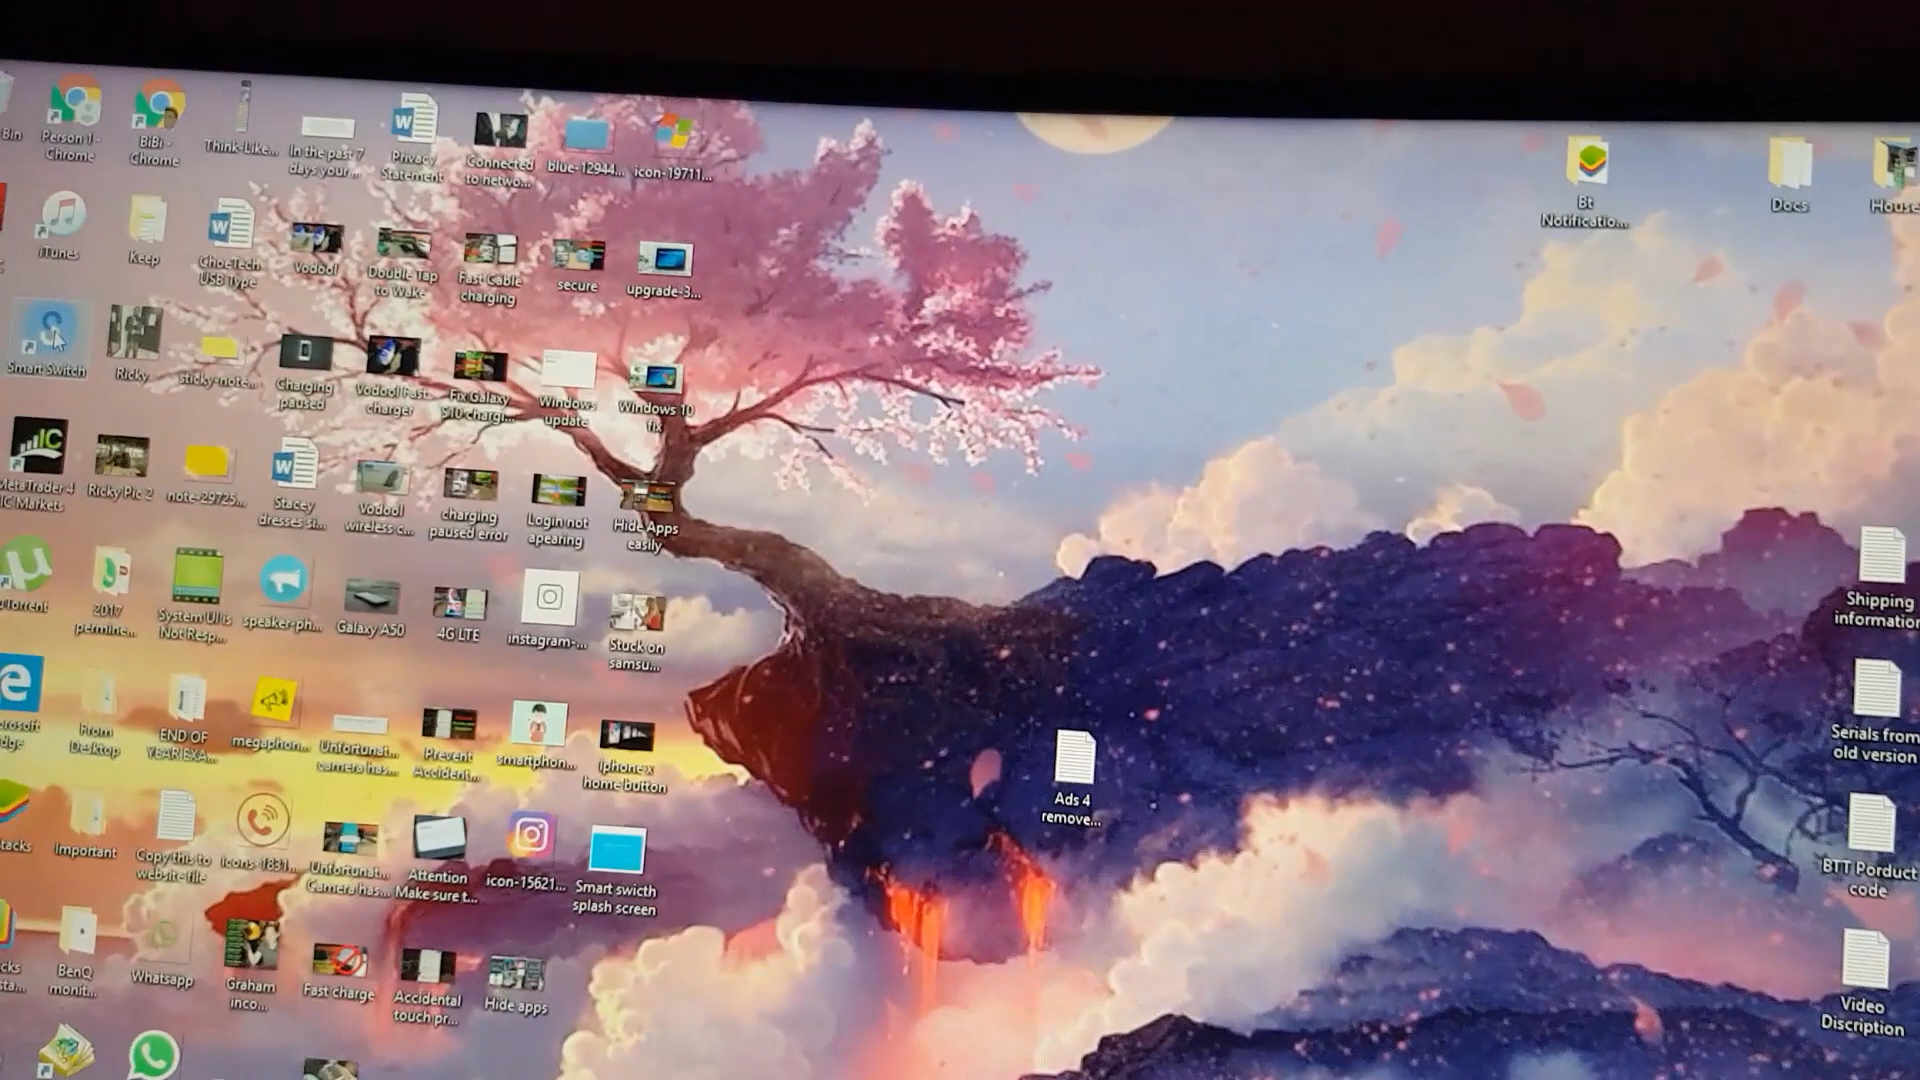 Bin
Person 1 -
Chrome
BiBi -
Chrome
Think-Like...
In the past 7
days your...
Privacy
Statement
Connected
to netwo...
blue-12944...
icon-19711...
Bt
Notificatio...
Docs
House
iTunes
Keep
ChoeTech
USB Type
Vodool
Double Tap
to Wake
Fast Cable
charging
secure
upgrade-3...
Smart Switch
Ricky
sticky-note...
Charging
paused
Vodool Fast
charger
Fix Galaxy
S10 chargi...
Windows
update
Windows 10
fix
MetaTrader 4
IC Markets
Ricky Pic 2
note-29725...
Stacey
dresses si...
Vodool
wireless c...
charging
paused error
Login not
apearing
Hide Apps
easily
uTorrent
2017
permine...
System UI is
Not Resp...
speaker-ph...
Galaxy A50
4G LTE
instagram-...
Stuck on
samsu...
Shipping
information
rosoft
dge
From
Desktop
END OF
YEAR EXA...
megaphon...
Unfortunat...
camera has...
Prevent
Accident...
smartphon...
iphone x
home button
Ads 4
remove...
Serials from
old version
tacks
Important
Copy this to
website file
icons-1831...
Unfortunat...
Camera has...
Attention
Make sure t...
icon-15621...
Smart swicth
splash screen
BTT Porduct
code
cks
sta...
BenQ
monit...
Whatsapp
Graham
inco...
Fast charge
Accidental
touch pr...
Hide apps
Video
Discription